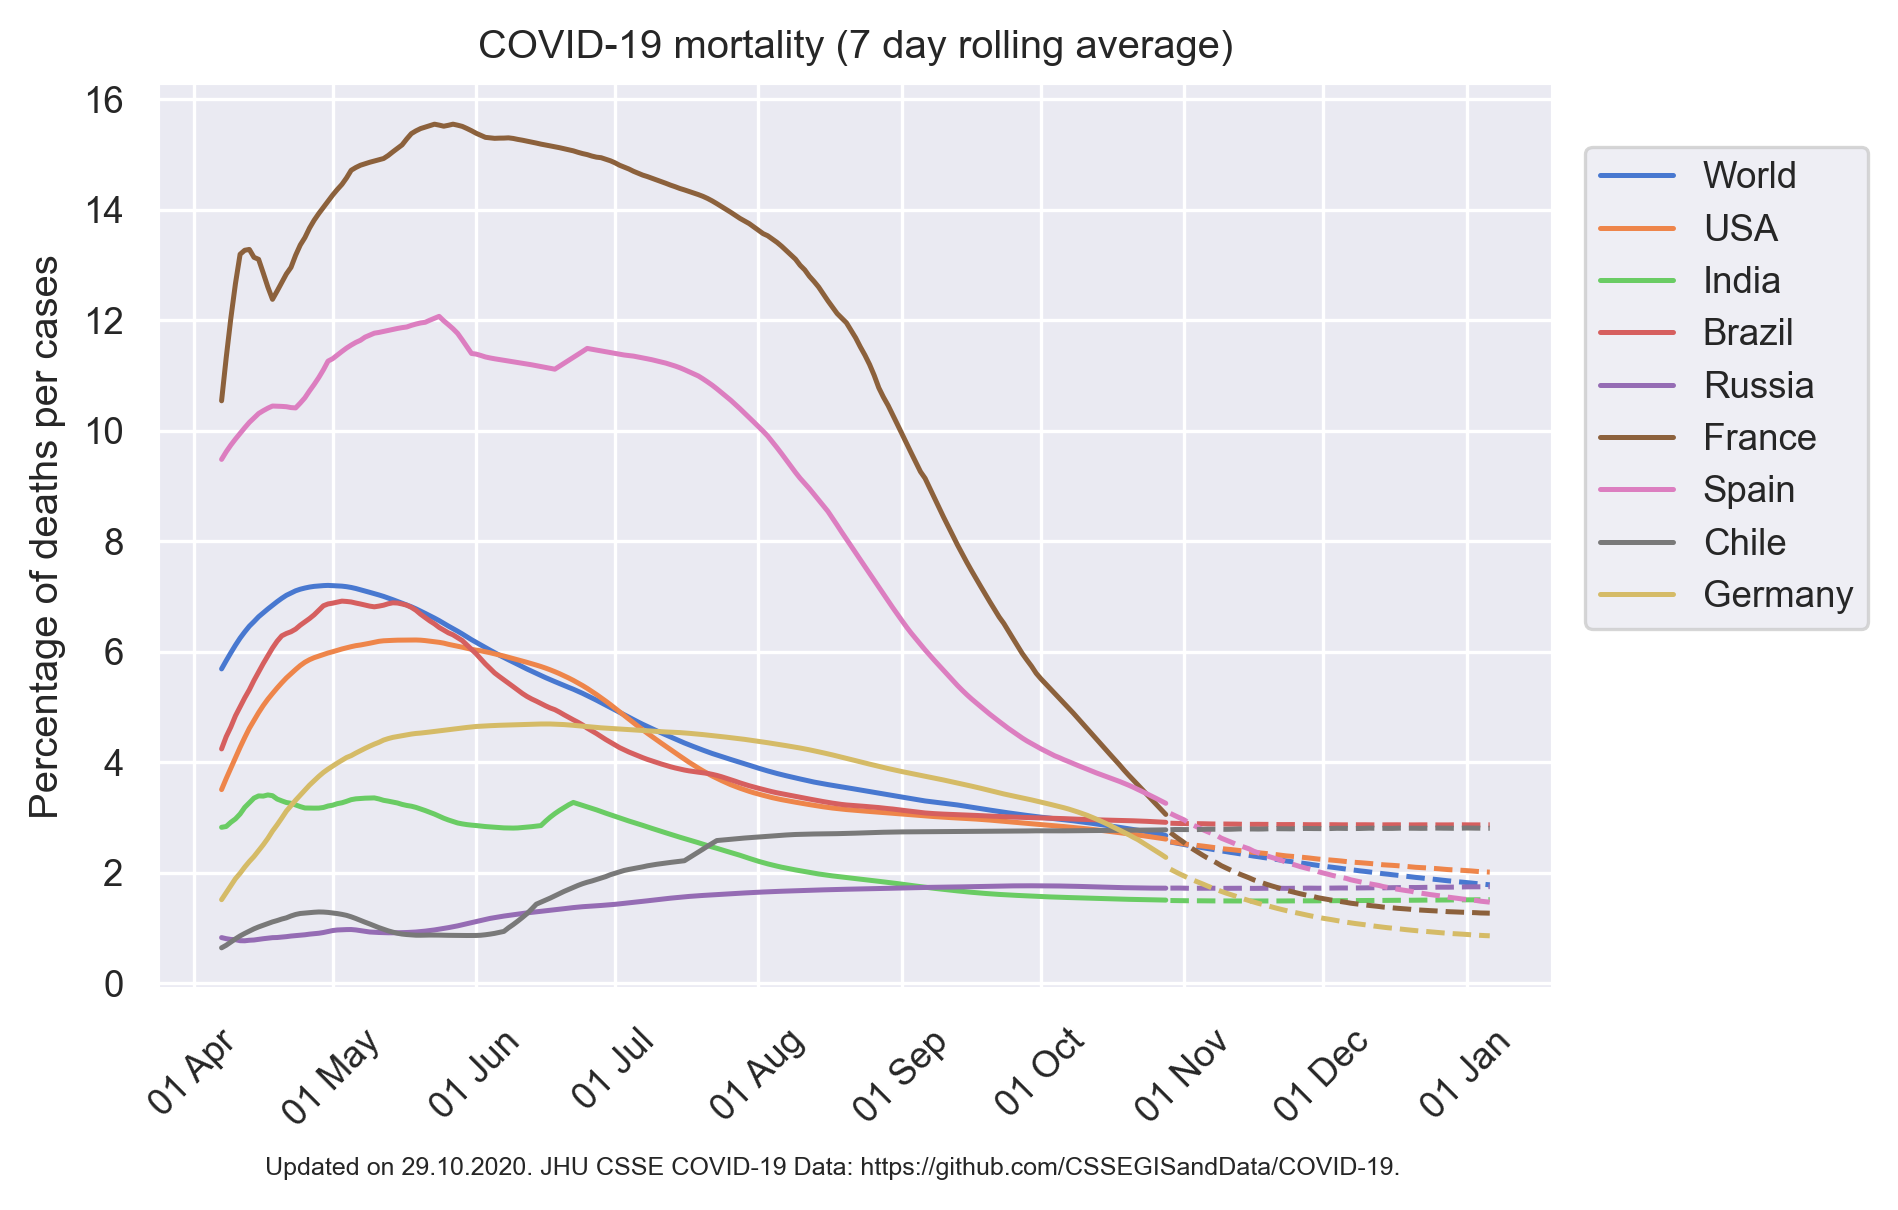 COVID-19 mortality (7 day rolling average)
Percentage of deaths per cases
16
14
12
10
8
6
4
2
0
01 Apr
01 May
01 Jun
01 Jul
01 Aug
01 Sep
01 Oct
01 Nov
01 Dec
01 Jan
World
USA
India
Brazil
Russia
France
Spain
Chile
Germany
Updated on 29.10.2020. JHU CSSE COVID-19 Data: https://github.com/CSSEGISandData/COVID-19.